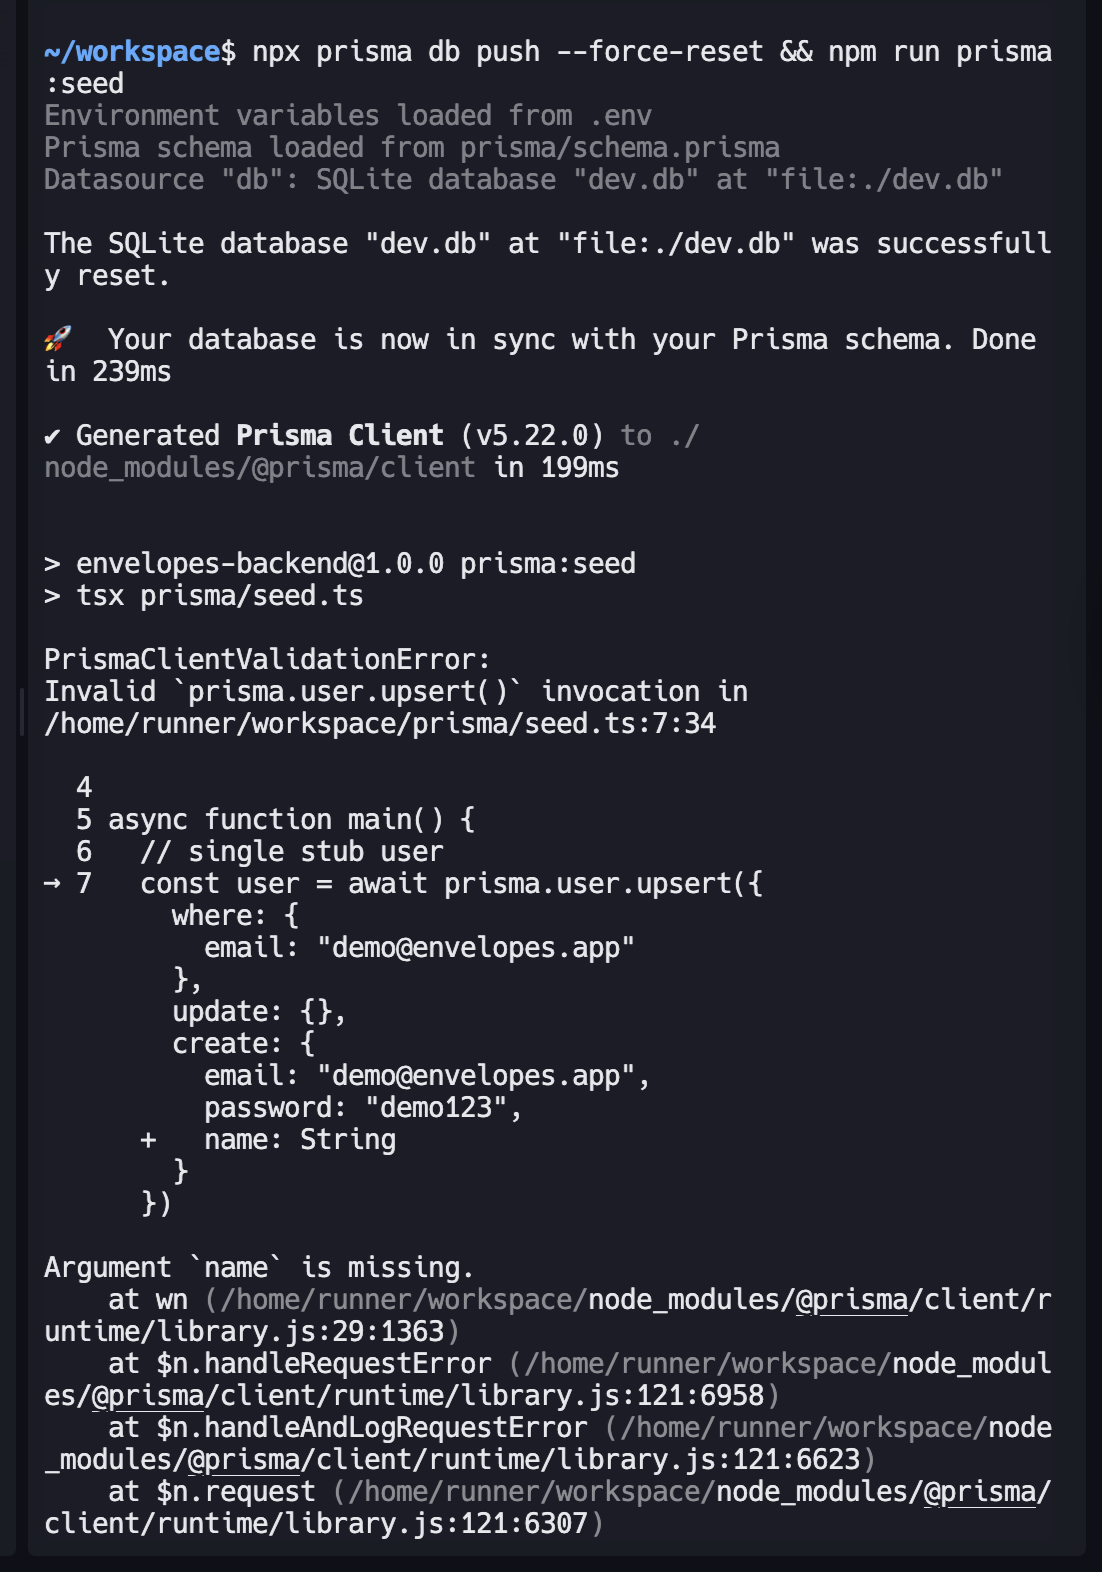 ~/workspace$ npx prisma db push --force-reset && npm run prisma
:seed
Environment variables loaded from .env
Prisma schema loaded from prisma/schema.prisma
Datasource "db": SQLite database "dev.db" at "file:./dev.db"

The SQLite database "dev.db" at "file:./dev.db" was successfull
y reset.

🚀  Your database is now in sync with your Prisma schema. Done
in 239ms

✔ Generated Prisma Client (v5.22.0) to ./
node_modules/@prisma/client in 199ms


> envelopes-backend@1.0.0 prisma:seed
> tsx prisma/seed.ts

PrismaClientValidationError:
Invalid `prisma.user.upsert()` invocation in
/home/runner/workspace/prisma/seed.ts:7:34

  4
  5 async function main() {
  6   // single stub user
→ 7   const user = await prisma.user.upsert({
        where: {
          email: "demo@envelopes.app"
        },
        update: {},
        create: {
          email: "demo@envelopes.app",
          password: "demo123",
      +   name: String
        }
      })

Argument `name` is missing.
    at wn (/home/runner/workspace/node_modules/@prisma/client/r
untime/library.js:29:1363)
    at $n.handleRequestError (/home/runner/workspace/node_modul
es/@prisma/client/runtime/library.js:121:6958)
    at $n.handleAndLogRequestError (/home/runner/workspace/node
_modules/@prisma/client/runtime/library.js:121:6623)
    at $n.request (/home/runner/workspace/node_modules/@prisma/
client/runtime/library.js:121:6307)